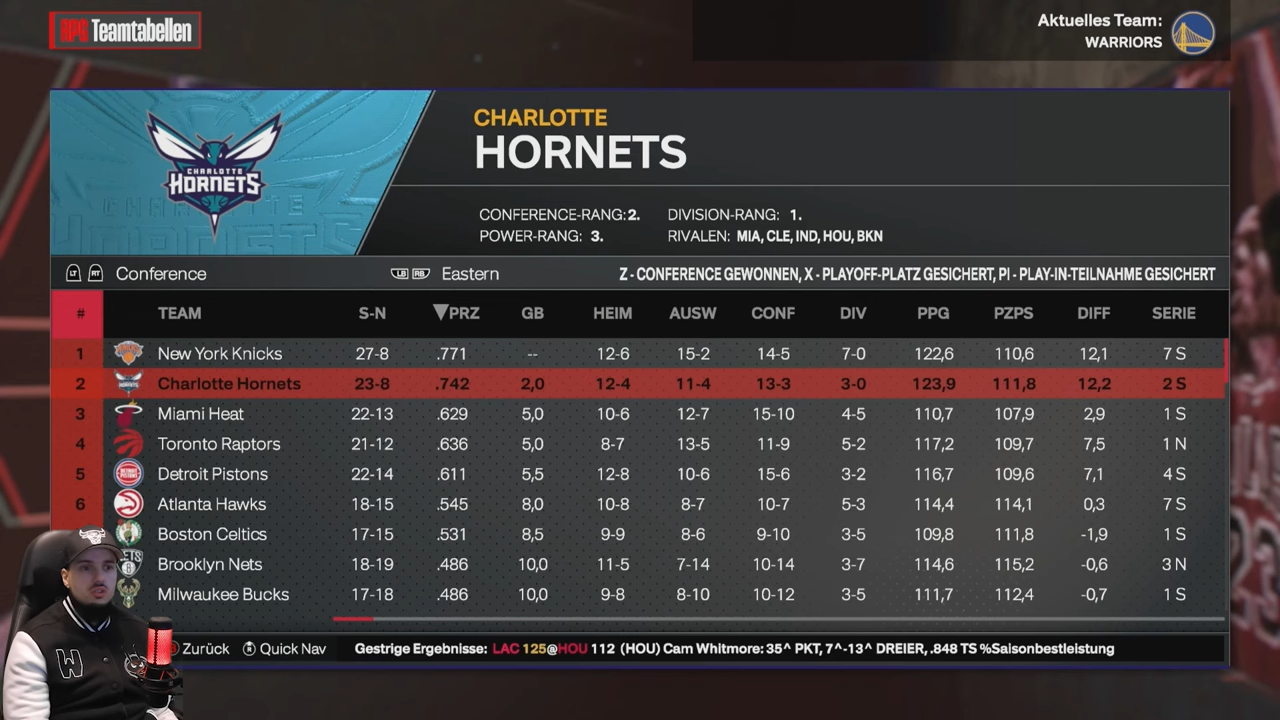 RPG Teamtabellen
Aktuelles Team:
WARRIORS
CHARLOTTE
HORNETS
CHARLOTTE
HORNETS
CONFERENCE-RANG: 2. DIVISION-RANG: 1.
POWER-RANG: 3. RIVALEN: MIA, CLE, IND, HOU, BKN
LT RT Conference LB RB Eastern Z - CONFERENCE GEWONNEN, X - PLAYOFF-PLATZ GESICHERT, PI - PLAY-IN-TEILNAHME GESICHERT
# TEAM S-N ▼PRZ GB HEIM AUSW CONF DIV PPG PZPS DIFF SERIE
1 New York Knicks 27-8 .771 -- 12-6 15-2 14-5 7-0 122,6 110,6 12,1 7 S
2 Charlotte Hornets 23-8 .742 2,0 12-4 11-4 13-3 3-0 123,9 111,8 12,2 2 S
3 Miami Heat 22-13 .629 5,0 10-6 12-7 15-10 4-5 110,7 107,9 2,9 1 S
4 Toronto Raptors 21-12 .636 5,0 8-7 13-5 11-9 5-2 117,2 109,7 7,5 1 N
5 Detroit Pistons 22-14 .611 5,5 12-8 10-6 15-6 3-2 116,7 109,6 7,1 4 S
6 Atlanta Hawks 18-15 .545 8,0 10-8 8-7 10-7 5-3 114,4 114,1 0,3 7 S
Boston Celtics 17-15 .531 8,5 9-9 8-6 9-10 3-5 109,8 111,8 -1,9 1 S
Brooklyn Nets 18-19 .486 10,0 11-5 7-14 10-14 3-7 114,6 115,2 -0,6 3 N
Milwaukee Bucks 17-18 .486 10,0 9-8 8-10 10-12 3-5 111,7 112,4 -0,7 1 S
Zurück R Quick Nav Gestrige Ergebnisse: LAC 125@HOU 112 (HOU) Cam Whitmore: 35^ PKT, 7^-13^ DREIER, .848 TS %Saisonbestleistung
W